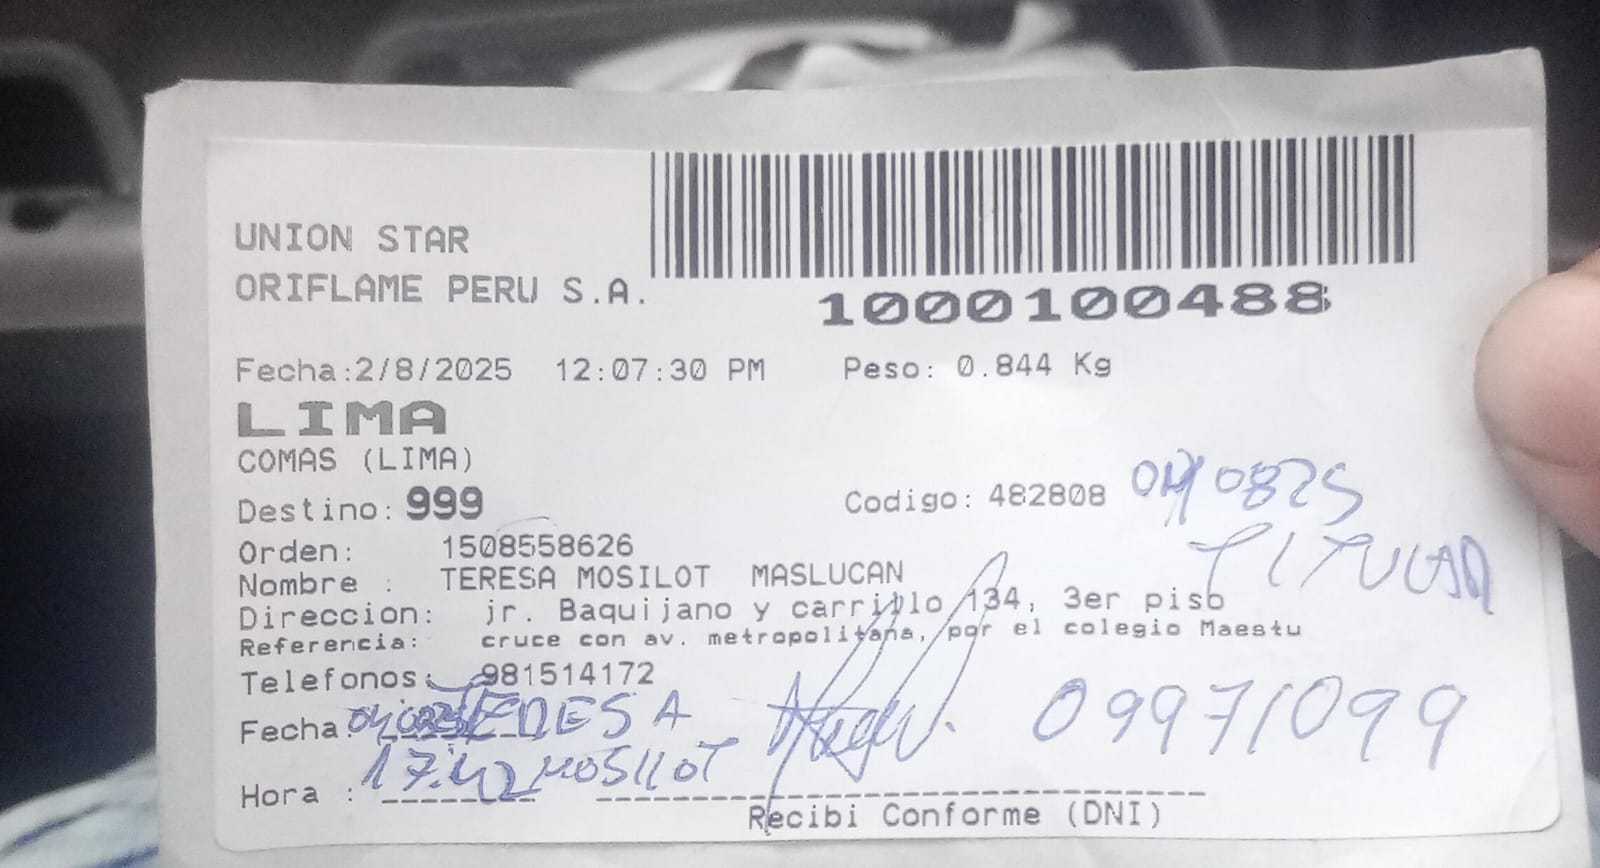 UNION STAR
ORIFLAME PERU S.A.
1000100488
Fecha:2/8/2025 12:07:30 PM Peso: 0.844 Kg
LIMA
COMAS (LIMA)
Destino: 999 Codigo: 482808
Orden: 1508558626
TITULAR
Nombre : TERESA MOSILOT MASLUCAN
Direccion: jr. Baquijano y carrillo 134, 3er piso
Referencia: cruce con av. metropolitana, por el colegio Maestu
Telefonos: 981514172
Fecha: TERESA 09971099
Hora : 17:42 MOSILOT
Recibi Conforme (DNI)